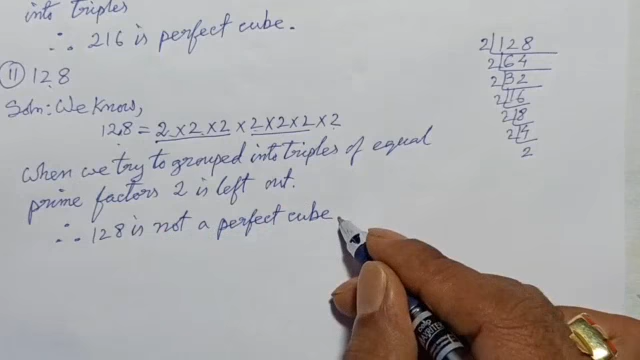 into triples
∴ 216 is perfect cube.
(ii) 128
Soln: We Know,
128 = 2 × 2 × 2 × 2 × 2 × 2 × 2
When we try to grouped into triples of equal
prime factors 2 is left out.
∴ 128 is not a perfect cube
2|128
2|64
2|32
2|16
2|8
2|4
2